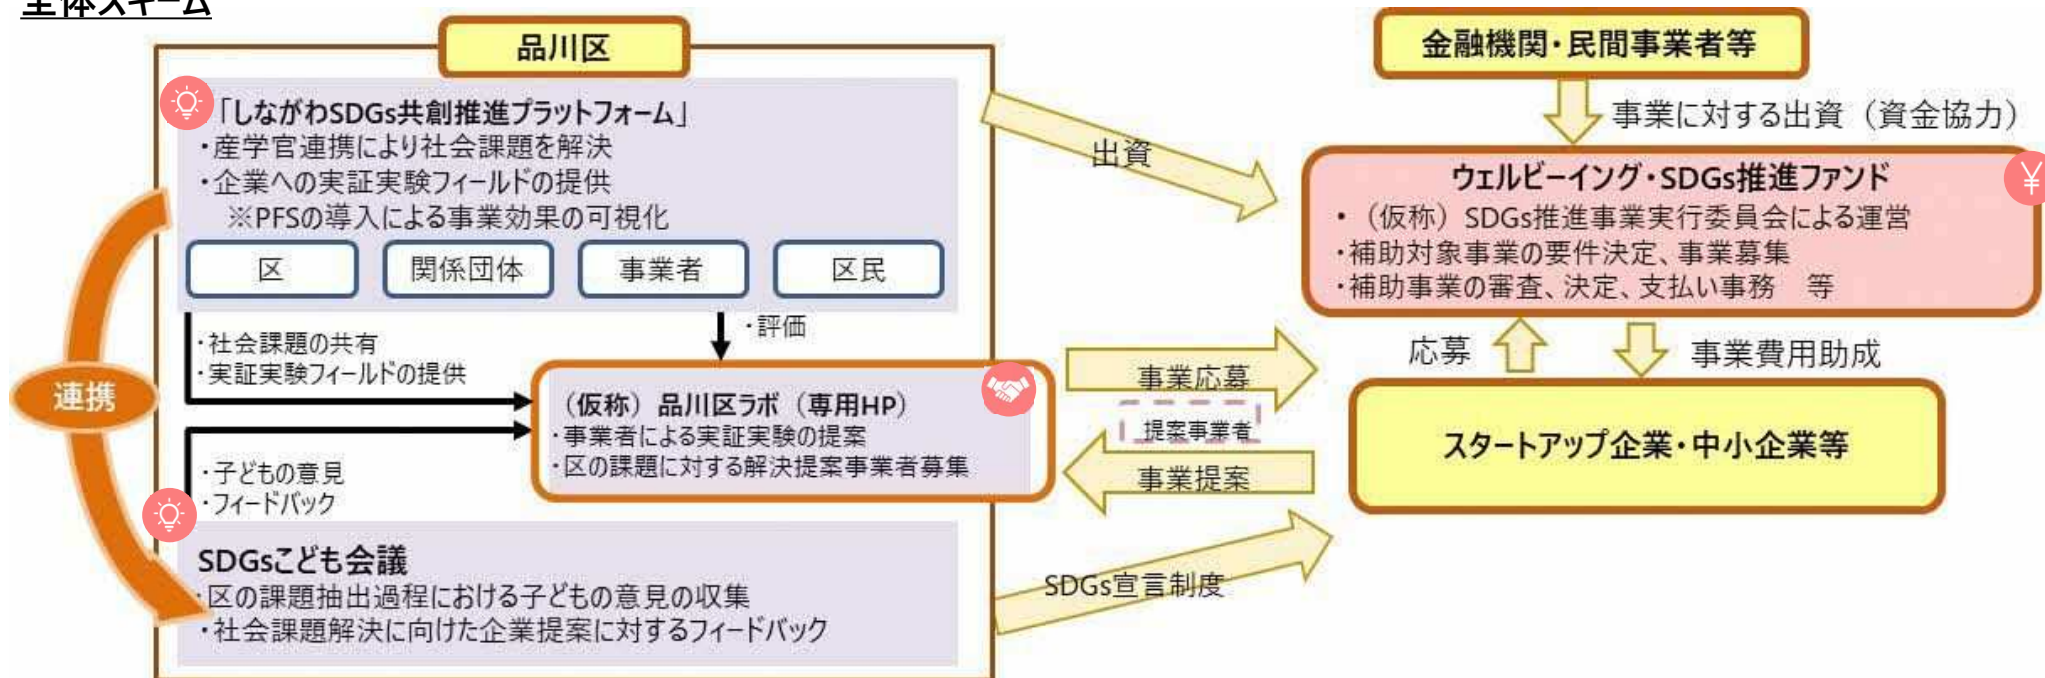 全体スキーム
品川区
「しながわSDGs共創推進プラットフォーム」
・産学官連携により社会課題を解決
・企業への実証実験フィールドの提供
※PFSの導入による事業効果の可視化
区
関係団体
事業者
区民
・社会課題の共有
・実証実験フィールドの提供
・評価
連携
（仮称）品川区ラボ（専用HP）
・事業者による実証実験の提案
・区の課題に対する解決提案事業者募集
・子どもの意見
・フィードバック
SDGsこども会議
・区の課題抽出過程における子どもの意見の収集
・社会課題解決に向けた企業提案に対するフィードバック
出資
事業応募
提案事業者
事業提案
SDGs宣言制度
金融機関・民間事業者等
事業に対する出資（資金協力）
ウェルビーイング・SDGs推進ファンド
¥
・（仮称）SDGs推進事業実行委員会による運営
・補助対象事業の要件決定、事業募集
・補助事業の審査、決定、支払い事務　等
応募
事業費用助成
スタートアップ企業・中小企業等